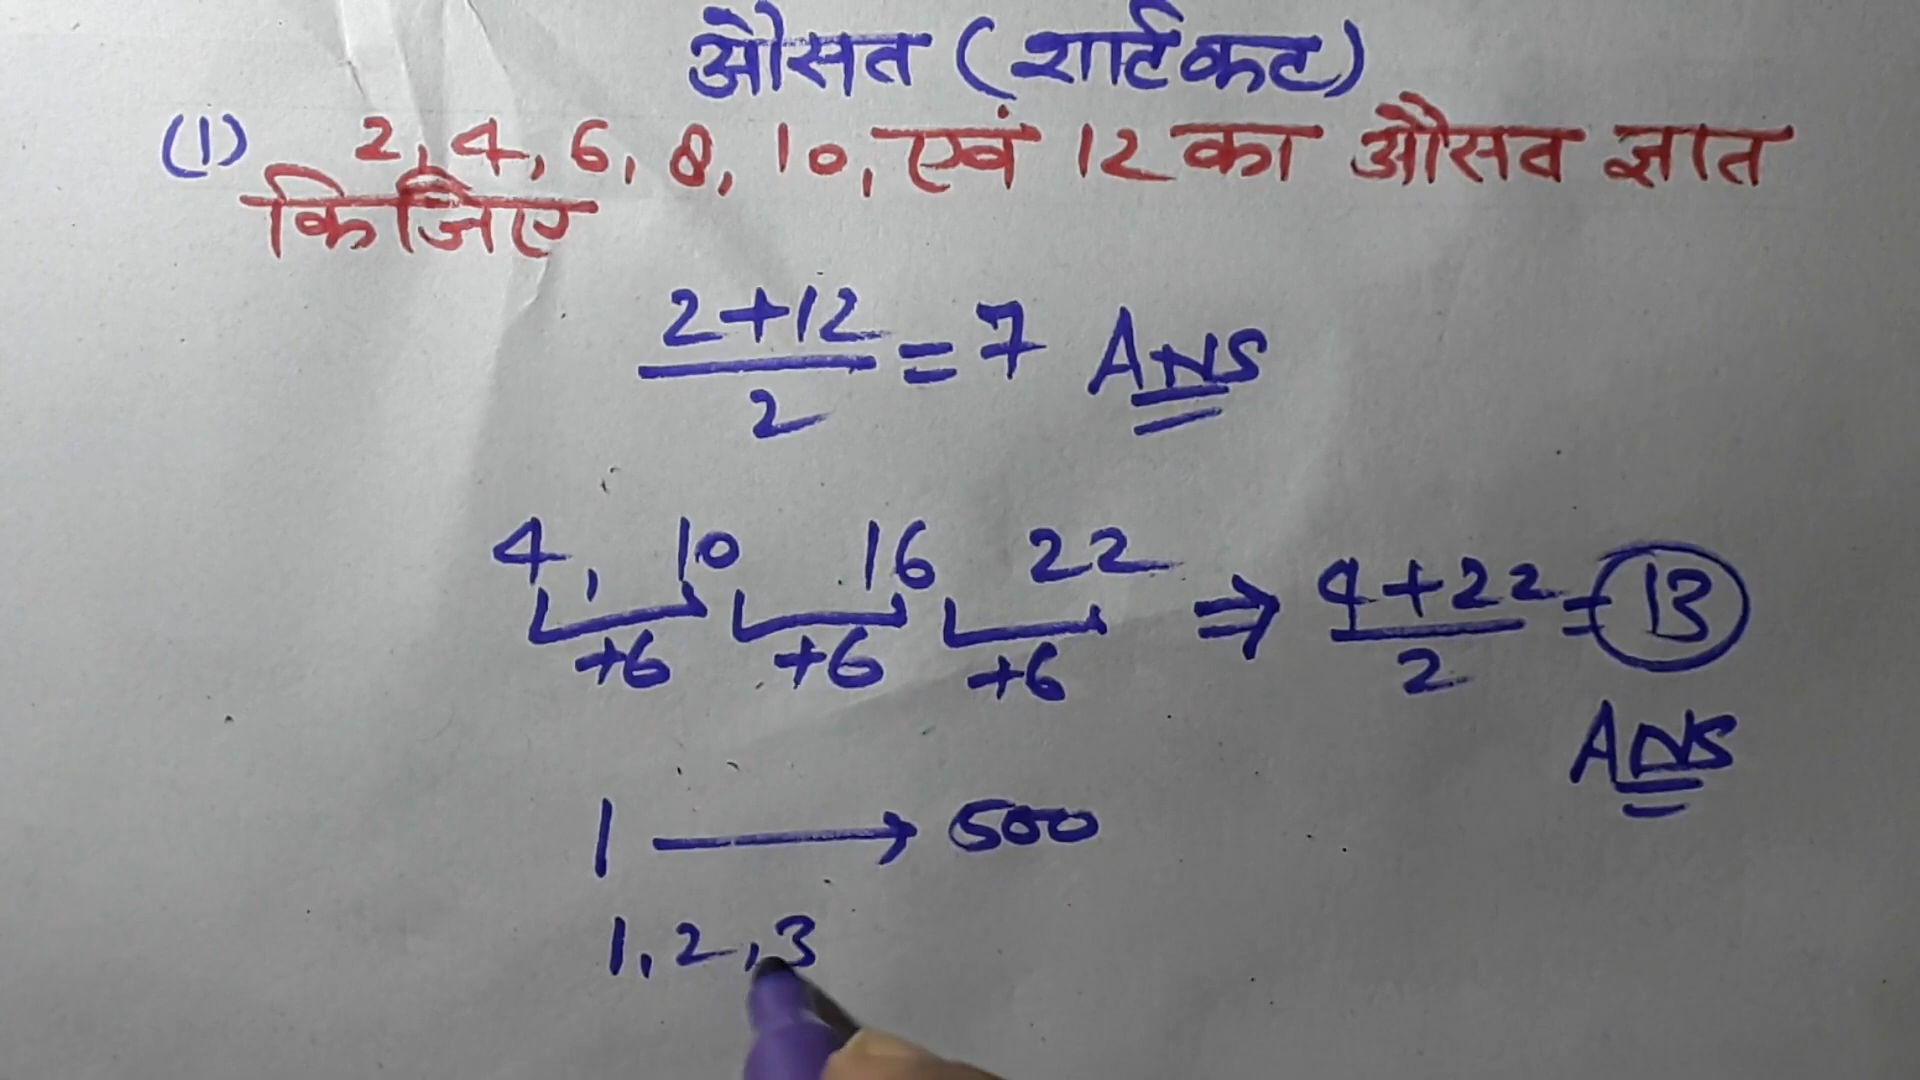 औसत (शार्टकट)
(1) 2, 4, 6, 8, 10, एवं 12 का औसत ज्ञात
किजिए
2+12/2 = 7 ANS
4, 10 16 22 ⇒ 4+22/2 = 13
+6 +6 +6
ANS
1 → 500
1, 2, 3